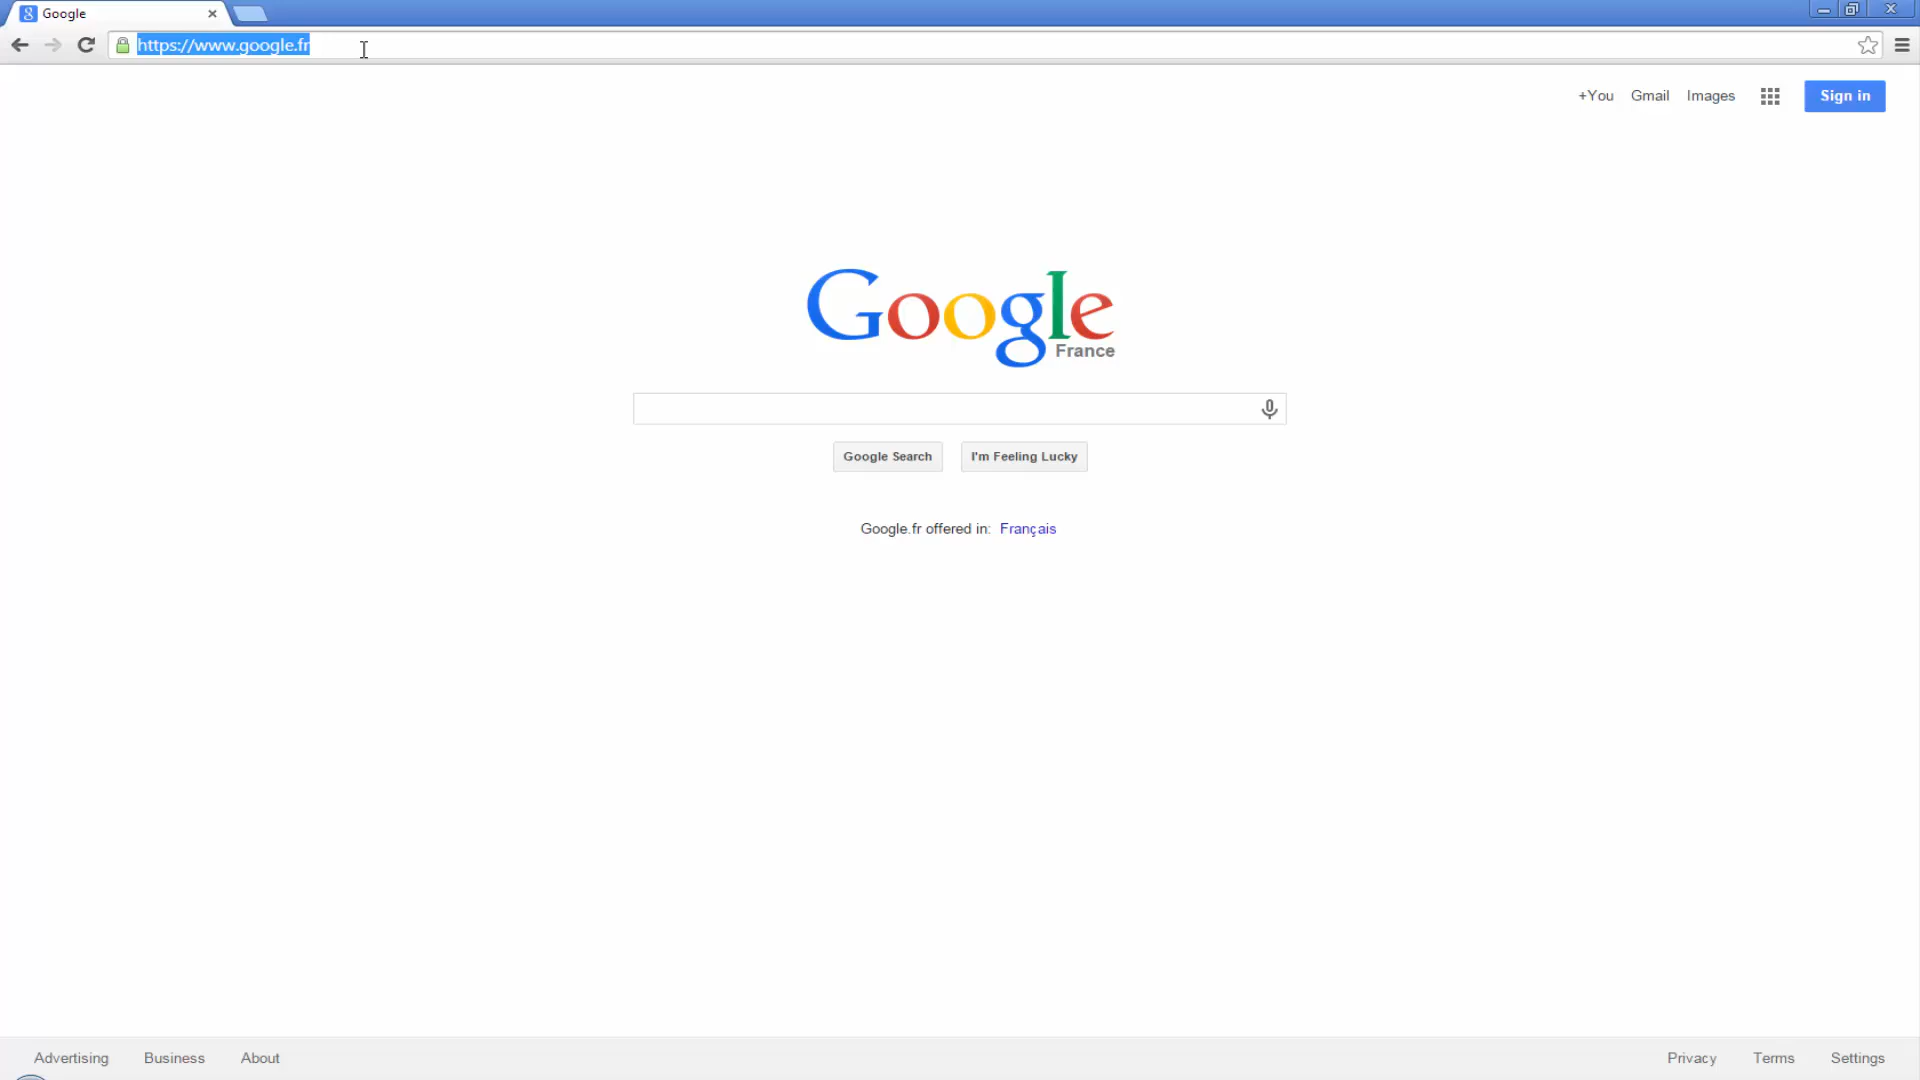 Google
https://www.google.fr
+You Gmail Images Sign in
Google
France
Google Search I'm Feeling Lucky
Google.fr offered in: Français
Advertising Business About Privacy Terms Settings